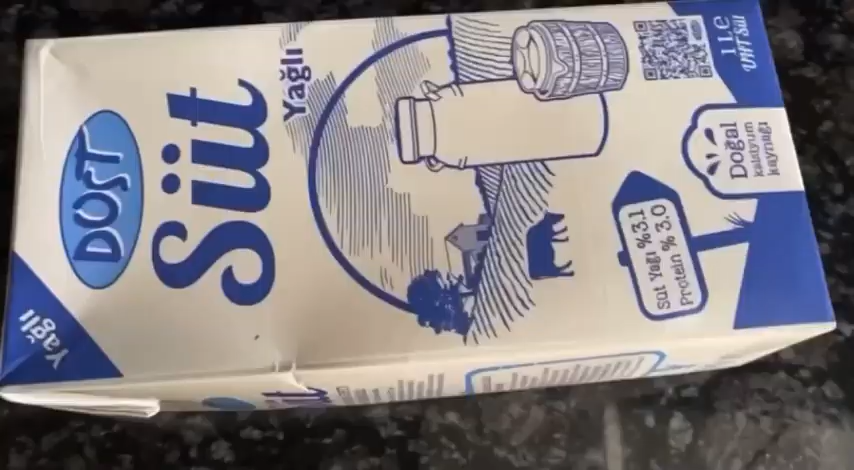 DOST
Süt
Yağlı
Yağlı
Süt Yağı %3.1
Protein % 3.0
Doğal
kalsiyum
kaynağı
1 L e
UHT Süt